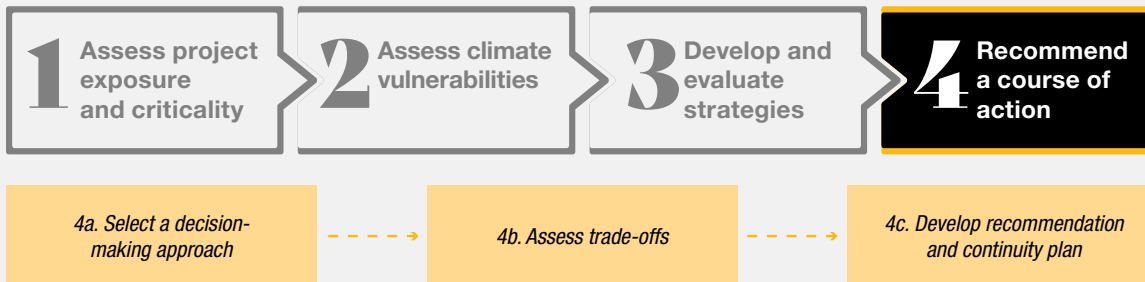 1 Assess project
exposure
and criticality
2 Assess climate
vulnerabilities
3 Develop and
evaluate
strategies
4 Recommend
a course of
action
4a. Select a decision-
making approach
4b. Assess trade-offs
4c. Develop recommendation
and continuity plan